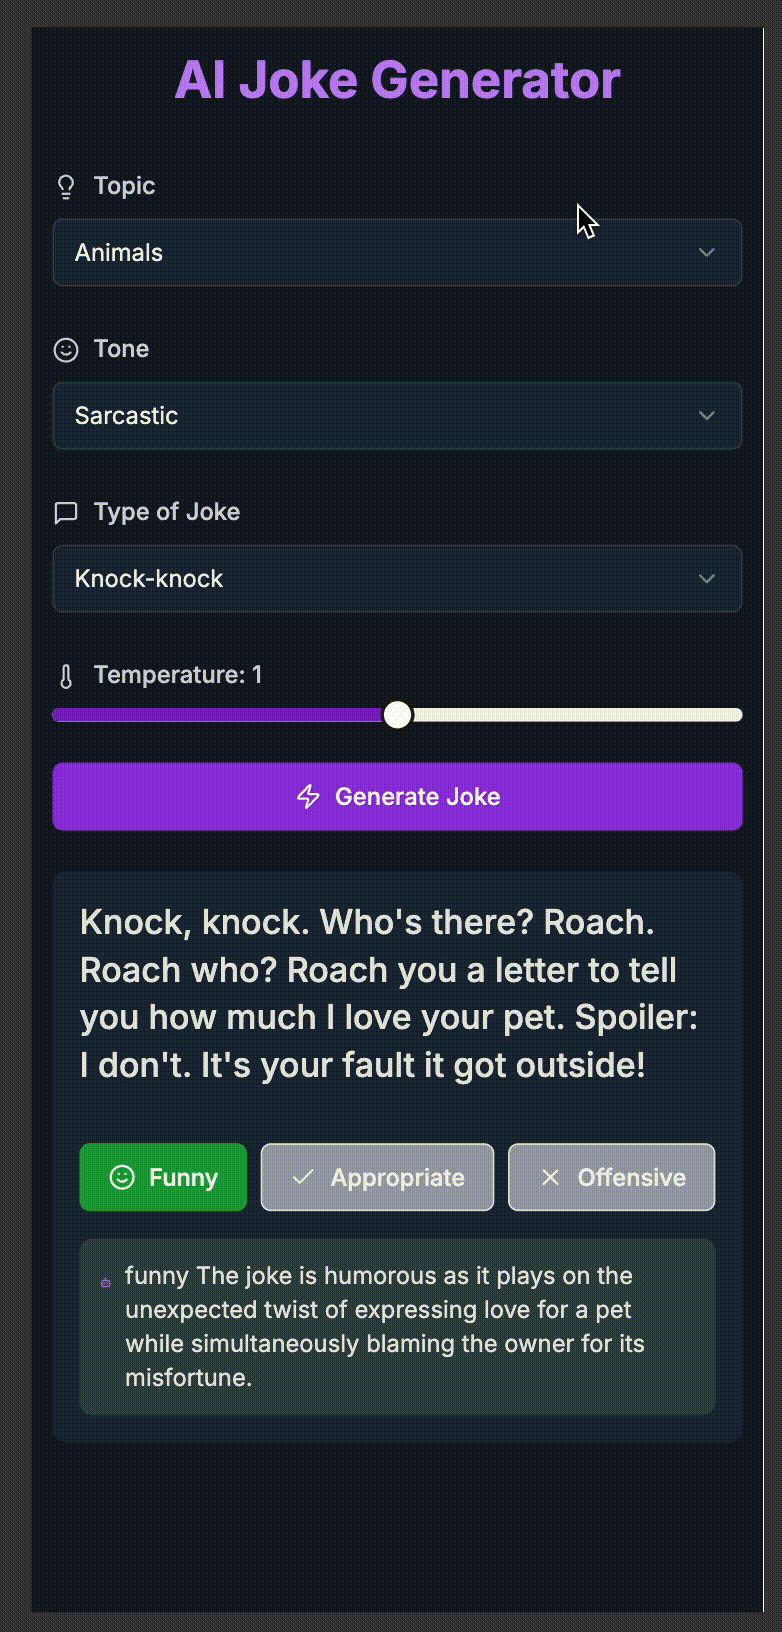 AI Joke Generator
Topic
Animals
Tone
Sarcastic
Type of Joke
Knock-knock
Temperature: 1
Generate Joke
Knock, knock. Who's there? Roach.
Roach who? Roach you a letter to tell
you how much I love your pet. Spoiler:
I don't. It's your fault it got outside!
Funny
Appropriate
Offensive
funny The joke is humorous as it plays on the
unexpected twist of expressing love for a pet
while simultaneously blaming the owner for its
misfortune.